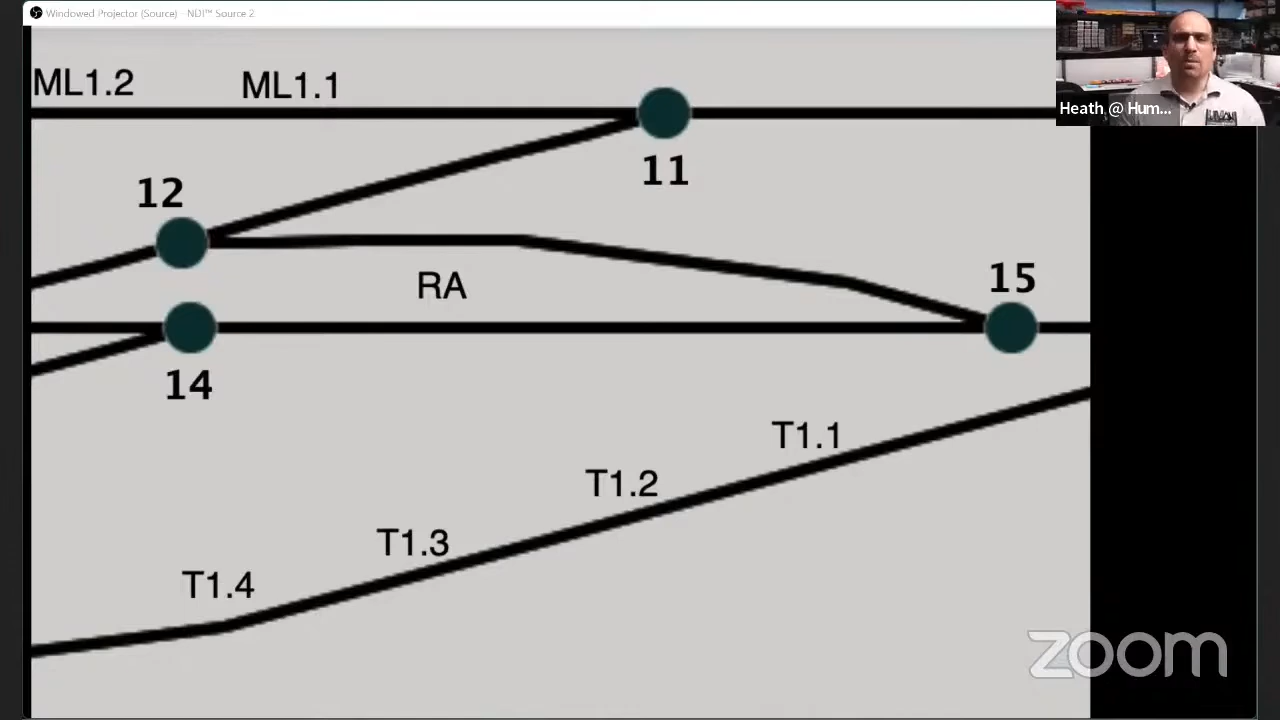 Windowed Projector (Source) - NDI™ Source 2
ML1.2
ML1.1
Heath @ Hum...
11
12
RA
15
14
T1.1
T1.2
T1.3
T1.4
zoom